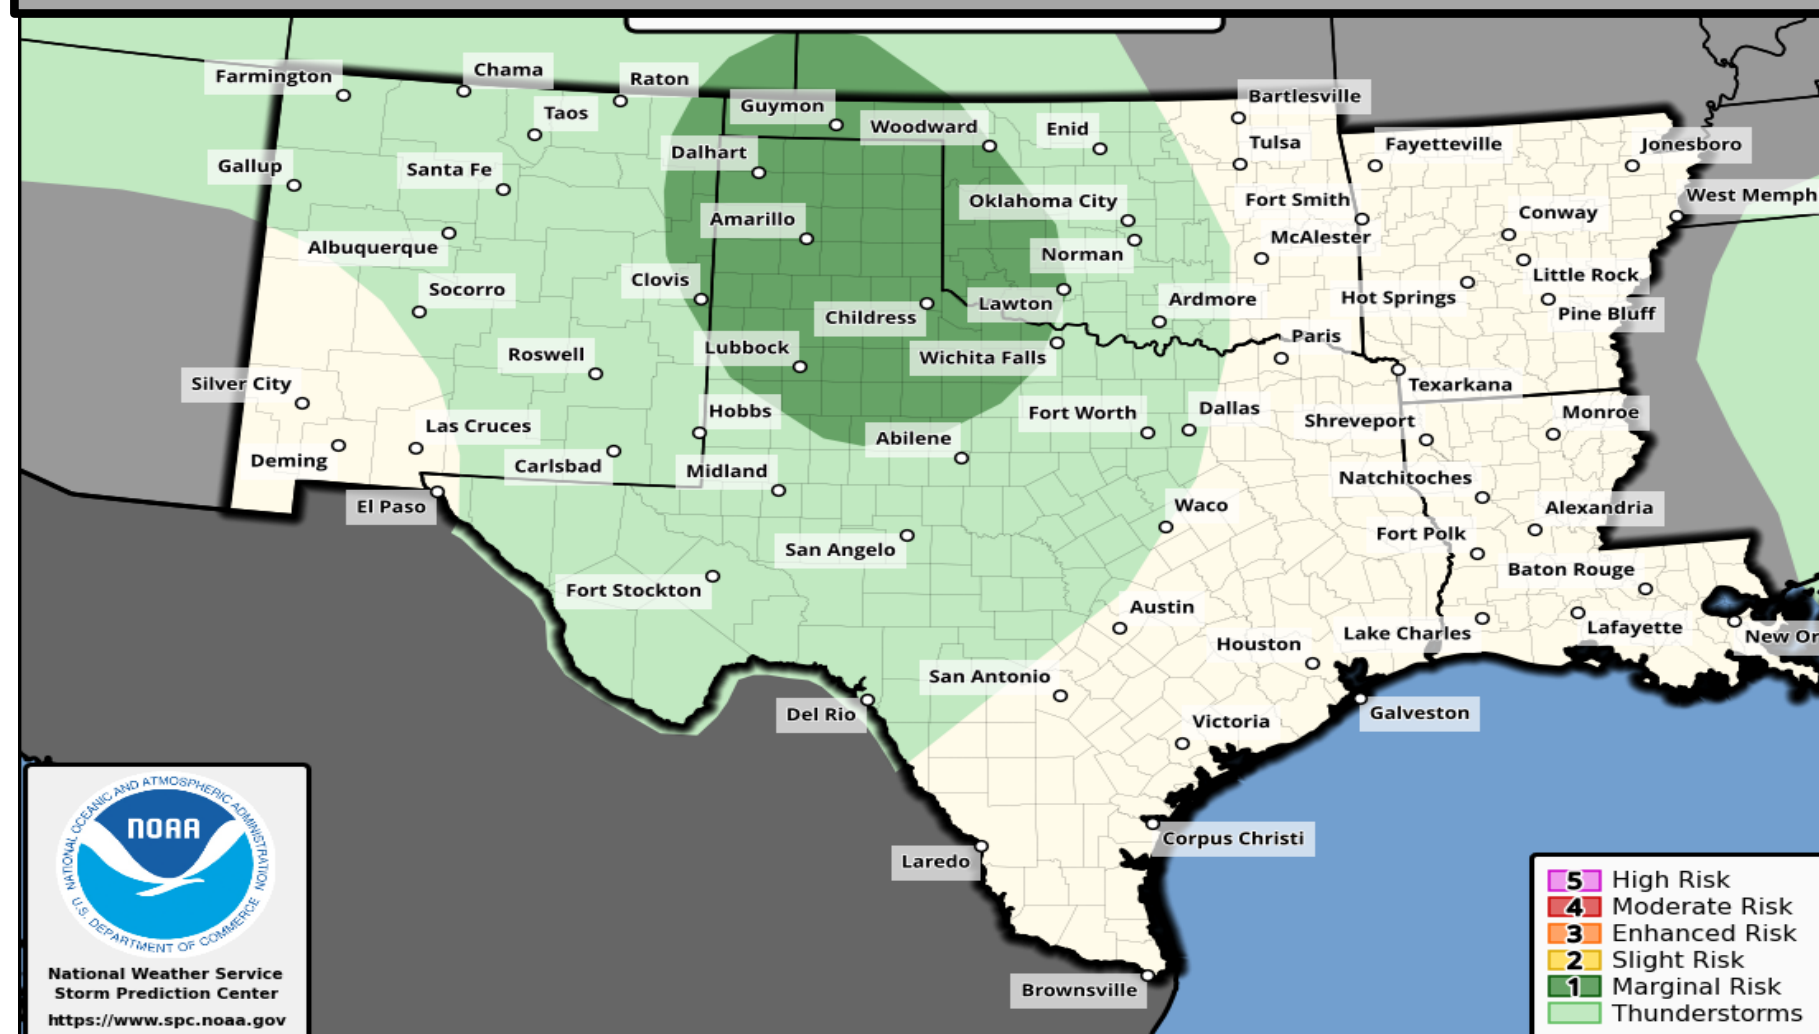 Farmington
Chama
Raton
Taos
Guymon
Woodward
Enid
Bartlesville
Tulsa
Fayetteville
Jonesboro
Gallup
Santa Fe
Dalhart
West Memph
Oklahoma City
Fort Smith
Conway
Amarillo
Albuquerque
Norman
McAlester
Little Rock
Socorro
Clovis
Childress
Lawton
Ardmore
Hot Springs
Pine Bluff
Roswell
Lubbock
Wichita Falls
Paris
Silver City
Texarkana
Hobbs
Fort Worth
Dallas
Shreveport
Monroe
Las Cruces
Abilene
Deming
Carlsbad
Midland
Natchitoches
El Paso
Waco
Alexandria
San Angelo
Fort Polk
Baton Rouge
Fort Stockton
Austin
Houston
Lake Charles
Lafayette
New Or
San Antonio
Del Rio
Victoria
Galveston
Corpus Christi
Laredo
Brownsville
NATIONAL OCEANIC AND ATMOSPHERIC ADMINISTRATION
NOAA
U.S. DEPARTMENT OF COMMERCE
National Weather Service
Storm Prediction Center
https://www.spc.noaa.gov
5 High Risk
4 Moderate Risk
3 Enhanced Risk
2 Slight Risk
1 Marginal Risk
Thunderstorms